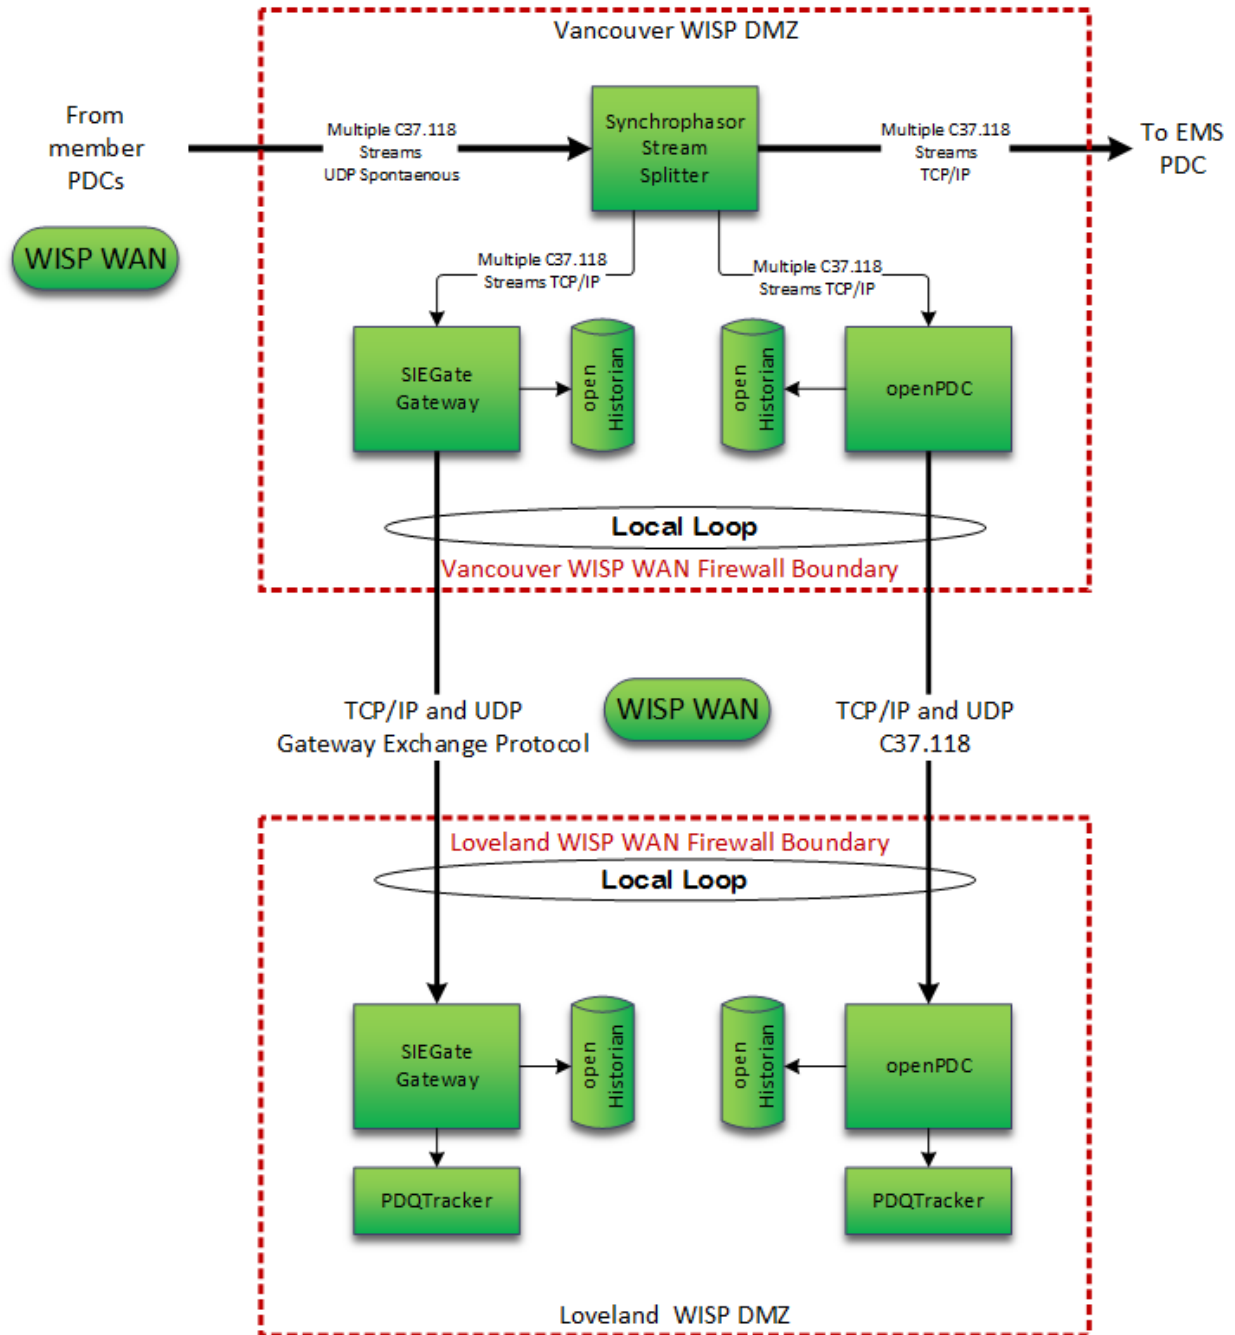 Vancouver WISP DMZ
From
member
PDCs
Multiple C37.118
Streams
UDP Spontaenous
Synchrophasor
Stream
Splitter
Multiple C37.118
Streams
TCP/IP
To EMS
PDC
WISP WAN
Multiple C37.118
Streams TCP/IP
Multiple C37.118
Streams TCP/IP
SIEGate
Gateway
open
Historian
open
Historian
openPDC
Local Loop
Vancouver WISP WAN Firewall Boundary
TCP/IP and UDP
Gateway Exchange Protocol
WISP WAN
TCP/IP and UDP
C37.118
Loveland WISP WAN Firewall Boundary
Local Loop
SIEGate
Gateway
open
Historian
open
Historian
openPDC
PDQTracker
PDQTracker
Loveland  WISP DMZ